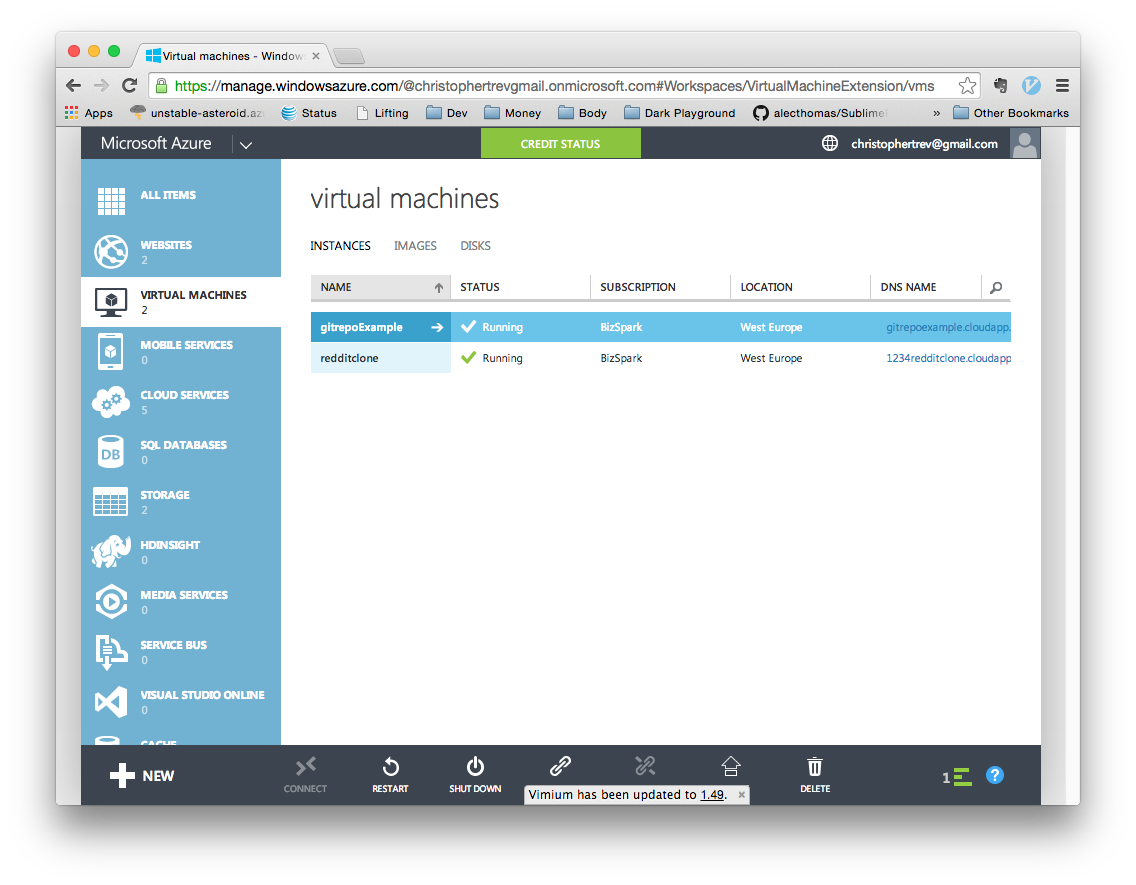 Virtual machines - Window
https://manage.windowsazure.com/@christophertrevgmail.onmicrosoft.com#Workspaces/VirtualMachineExtension/vms
Apps unstable-asteroid.az Status Lifting Dev Money Body Dark Playground alecthomas/Sublime » Other Bookmarks
Microsoft Azure CREDIT STATUS christophertrev@gmail.com
ALL ITEMS
WEBSITES
2
VIRTUAL MACHINES
2
MOBILE SERVICES
0
CLOUD SERVICES
5
SQL DATABASES
0
DB
STORAGE
2
HDINSIGHT
0
MEDIA SERVICES
0
SERVICE BUS
0
VISUAL STUDIO ONLINE
0
CACHE
virtual machines
INSTANCES IMAGES DISKS
NAME STATUS SUBSCRIPTION LOCATION DNS NAME
gitrepoExample Running BizSpark West Europe gitrepoexample.cloudapp.
redditclone Running BizSpark West Europe 1234redditclone.cloudapp
NEW CONNECT RESTART SHUT DOWN DELETE 1 ?
Vimium has been updated to 1.49. ×